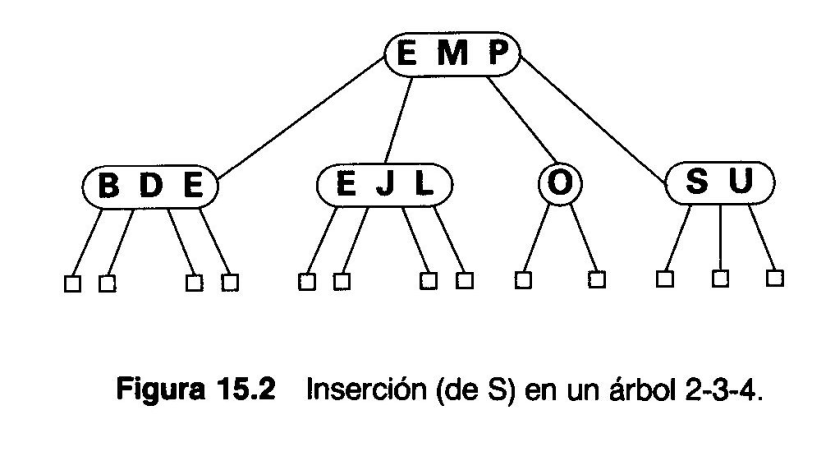 E M P
B D E
E J L
O
S U
Figura 15.2 Inserción (de S) en un árbol 2-3-4.